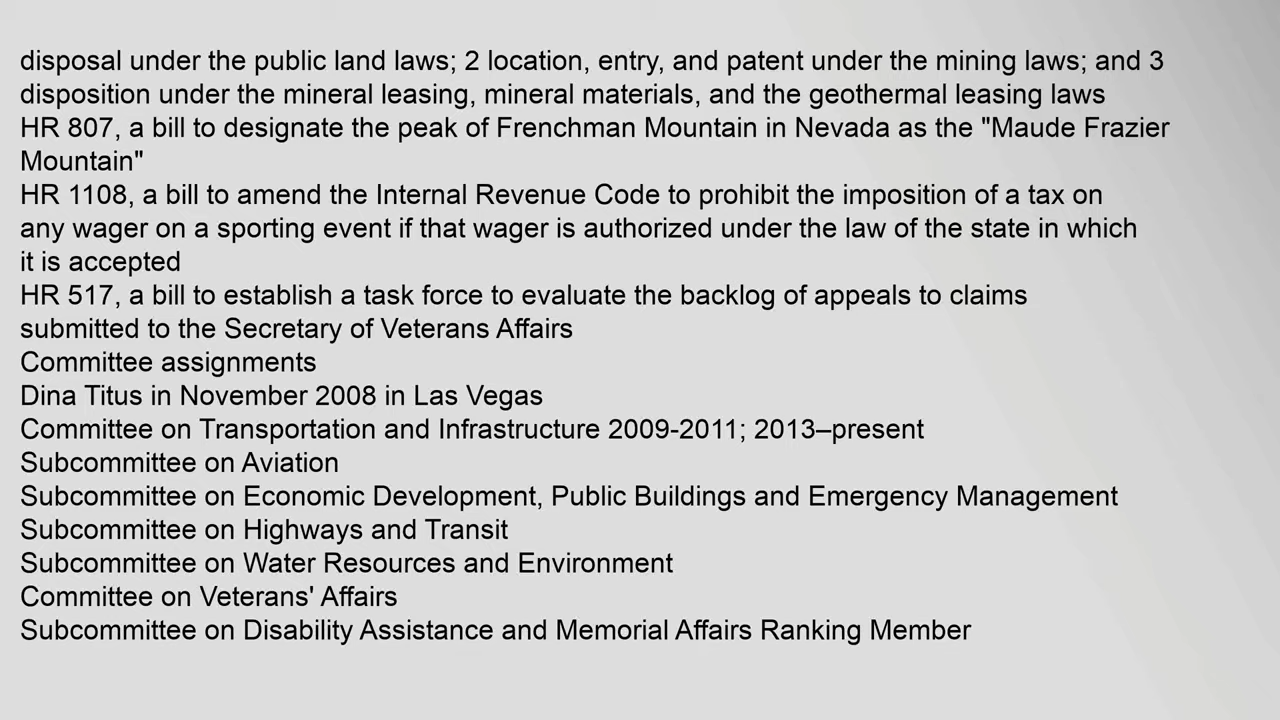 disposal under the public land laws; 2 location, entry, and patent under the mining laws; and 3
disposition under the mineral leasing, mineral materials, and the geothermal leasing laws
HR 807, a bill to designate the peak of Frenchman Mountain in Nevada as the "Maude Frazier
Mountain"
HR 1108, a bill to amend the Internal Revenue Code to prohibit the imposition of a tax on
any wager on a sporting event if that wager is authorized under the law of the state in which
it is accepted
HR 517, a bill to establish a task force to evaluate the backlog of appeals to claims
submitted to the Secretary of Veterans Affairs
Committee assignments
Dina Titus in November 2008 in Las Vegas
Committee on Transportation and Infrastructure 2009-2011; 2013–present
Subcommittee on Aviation
Subcommittee on Economic Development, Public Buildings and Emergency Management
Subcommittee on Highways and Transit
Subcommittee on Water Resources and Environment
Committee on Veterans' Affairs
Subcommittee on Disability Assistance and Memorial Affairs Ranking Member